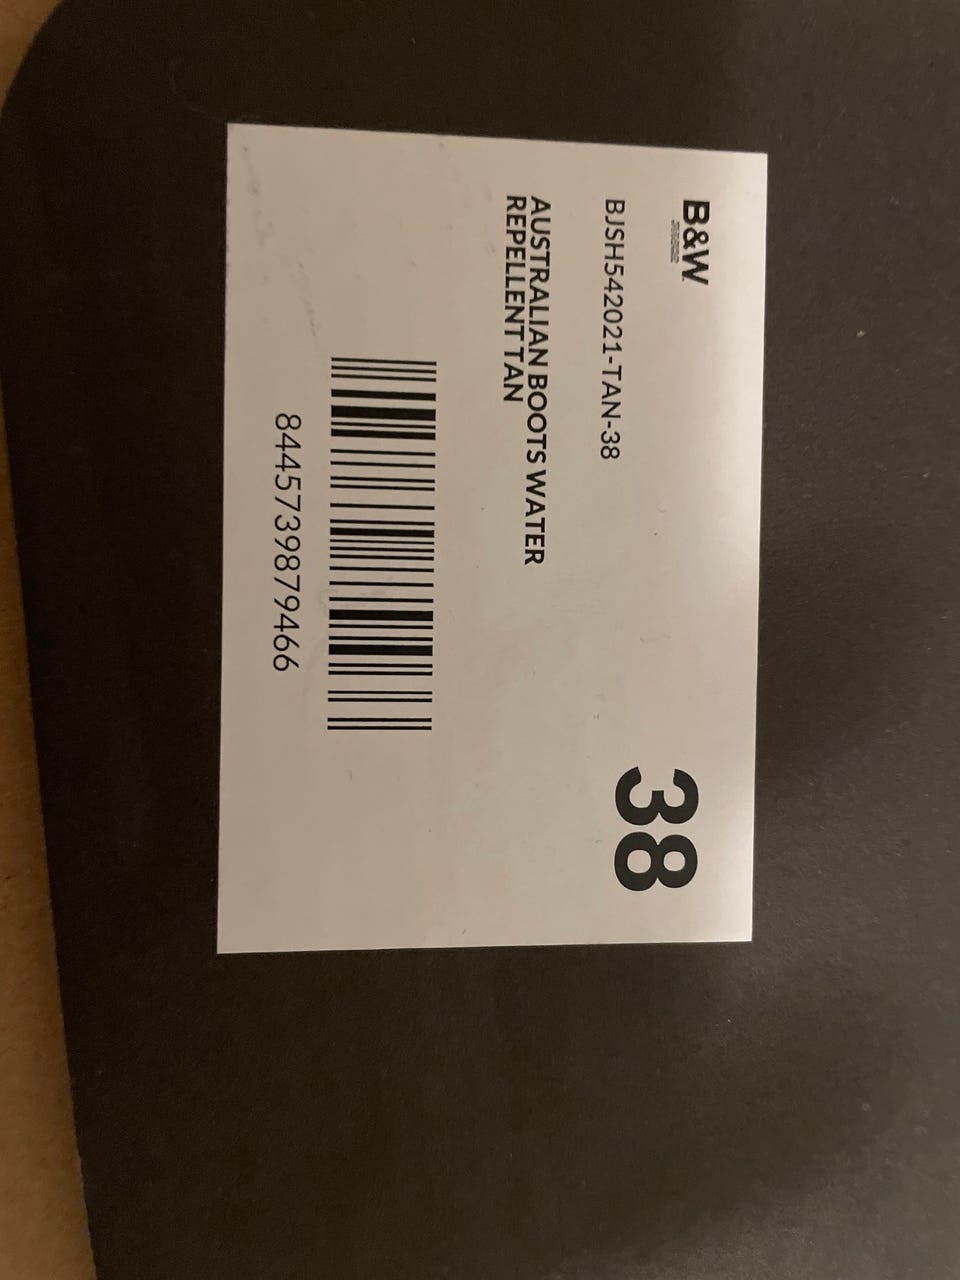 B&W
BJSH542021-TAN-38
38
AUSTRALIAN BOOTS WATER
REPELLENT TAN
8445739879466